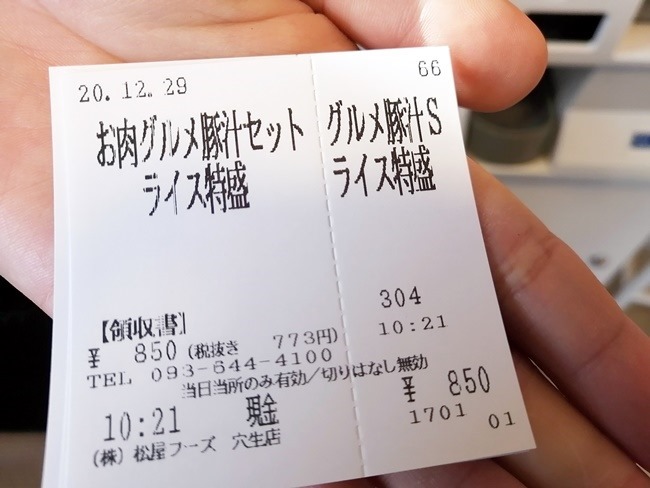 20.12.29
お肉グルメ豚汁セット
ライス特盛
【領収書】
¥ 850(税抜き 773円)
TEL 093-644-4100
当日当所のみ有効/切りはなし無効
10:21 現金
(株)松屋フーズ 穴生店
66
グルメ豚汁S
ライス特盛
304
10:21
¥ 850
1701 01